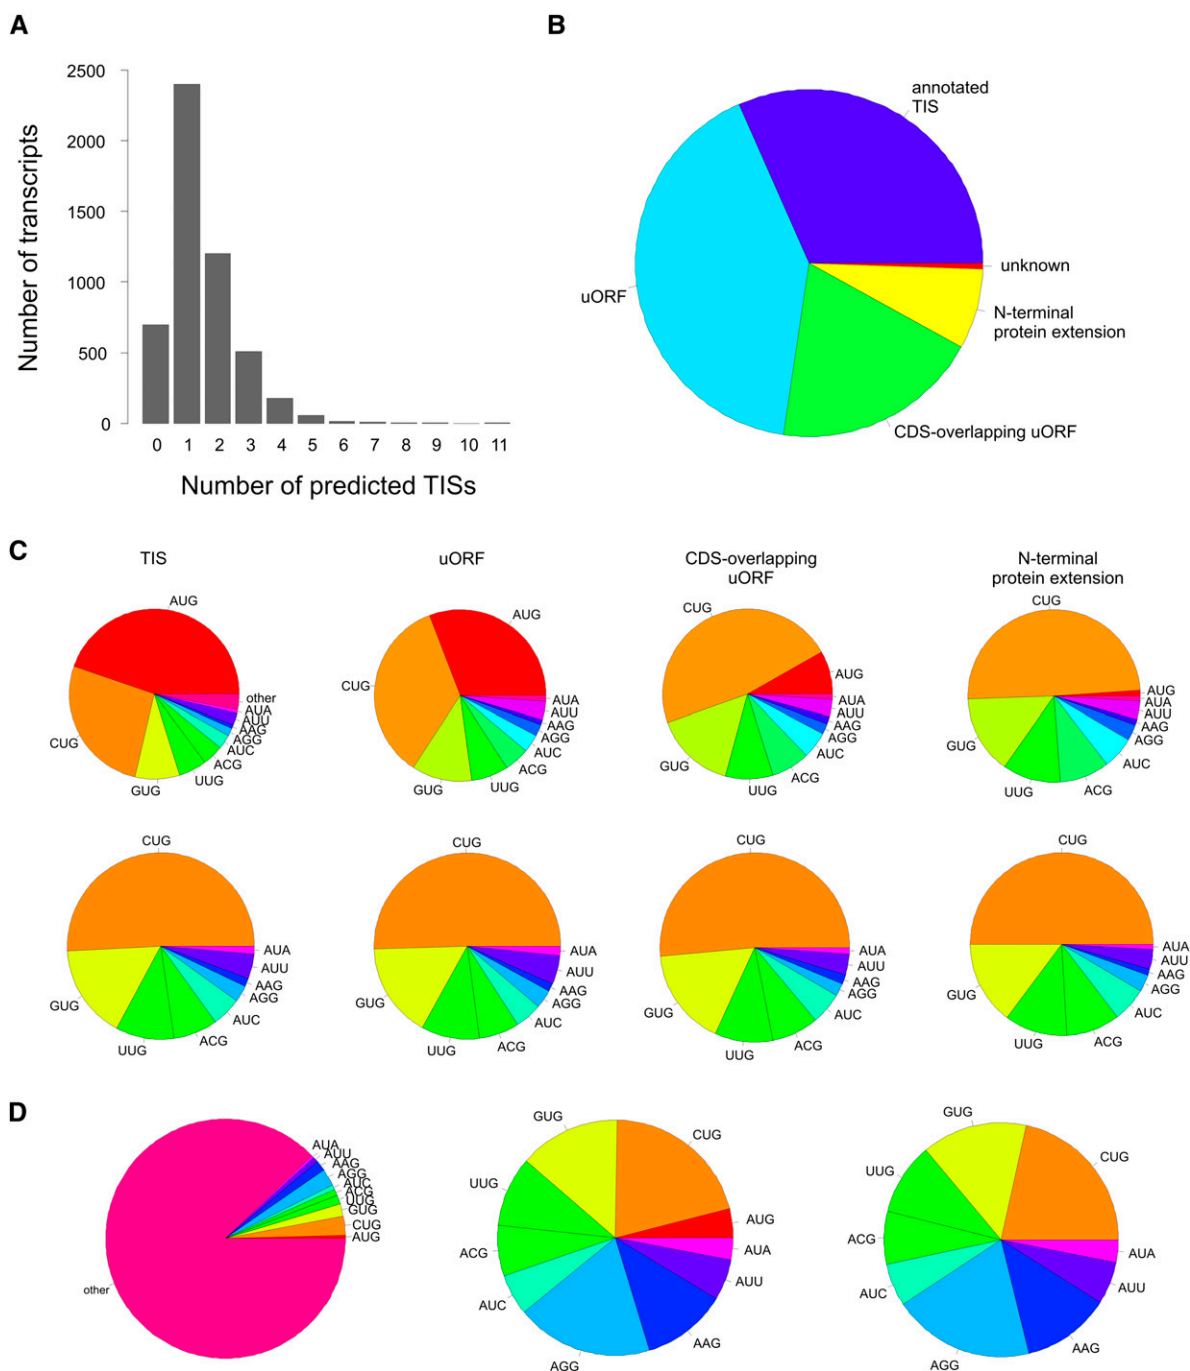 A
B
2500
2000
1500
1000
500
0
Number of transcripts
0 1 2 3 4 5 6 7 8 9 10 11
Number of predicted TISs
annotated
TIS
unknown
N-terminal
protein extension
CDS-overlapping uORF
uORF
C
TIS
uORF
CDS-overlapping
uORF
N-terminal
protein extension
AUG
other
AUA
AUU
AAG
AGG
AUC
ACG
UUG
GUG
CUG
AUG
AUA
AUU
AAG
AGG
AUC
ACG
UUG
GUG
CUG
CUG
AUG
AUA
AUU
AAG
AGG
AUC
ACG
UUG
GUG
CUG
AUG
AUA
AUU
AAG
AGG
AUC
ACG
UUG
GUG
CUG
AUA
AUU
AAG
AGG
AUC
ACG
UUG
GUG
CUG
AUA
AUU
AAG
AGG
AUC
ACG
UUG
GUG
CUG
AUA
AUU
AAG
AGG
AUC
ACG
UUG
GUG
CUG
AUA
AUU
AAG
AGG
AUC
ACG
UUG
GUG
D
AUA
AUU
AAG
AGG
AUC
ACG
UUG
GUG
CUG
AUG
other
GUG
CUG
UUG
AUG
ACG
AUA
AUU
AUC
AAG
AGG
GUG
CUG
UUG
ACG
AUA
AUU
AUC
AAG
AGG